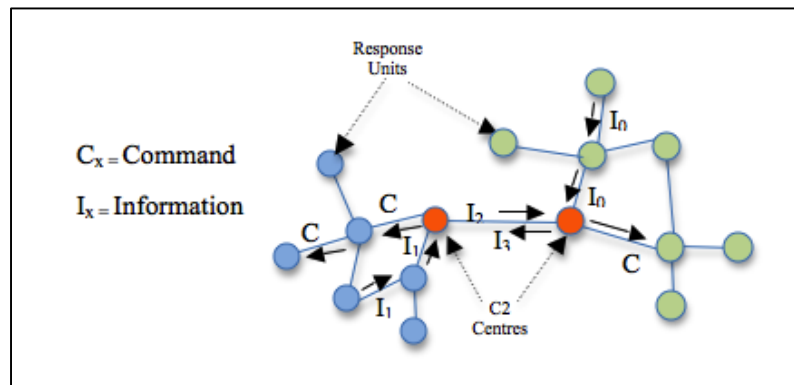 Response
Units
I₀
Cₓ = Command
Iₓ = Information
I₀
C
I₂
C
I₁
I₃
C
I₁
C2
Centres